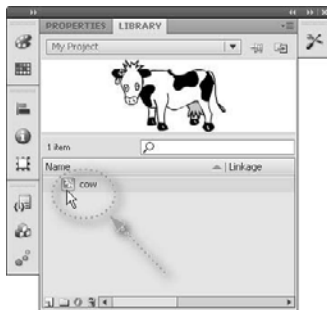 PROPERTIES LIBRARY
My Project
1 item
Name Linkage
cow